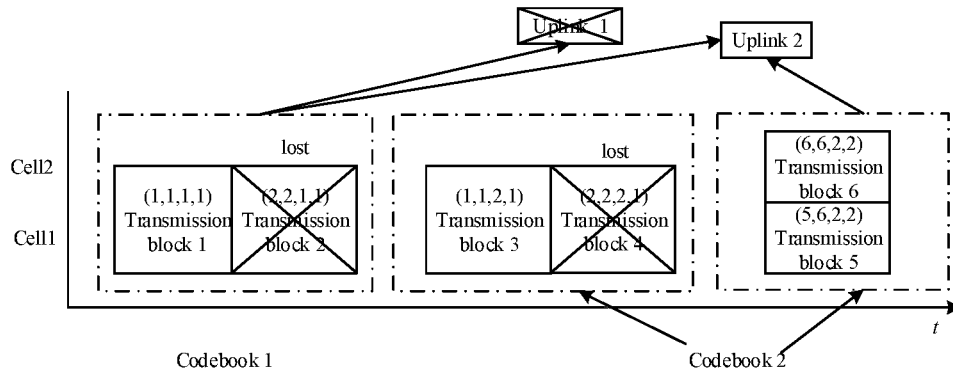 Uplink 1
Uplink 2
lost
lost
Cell2
Cell1
(1,1,1,1)
Transmission
block 1
(2,2,1,1)
Transmission
block 2
(1,1,2,1)
Transmission
block 3
(2,2,2,1)
Transmission
block 4
(6,6,2,2)
Transmission
block 6
(5,6,2,2)
Transmission
block 5
t
Codebook 1
Codebook 2